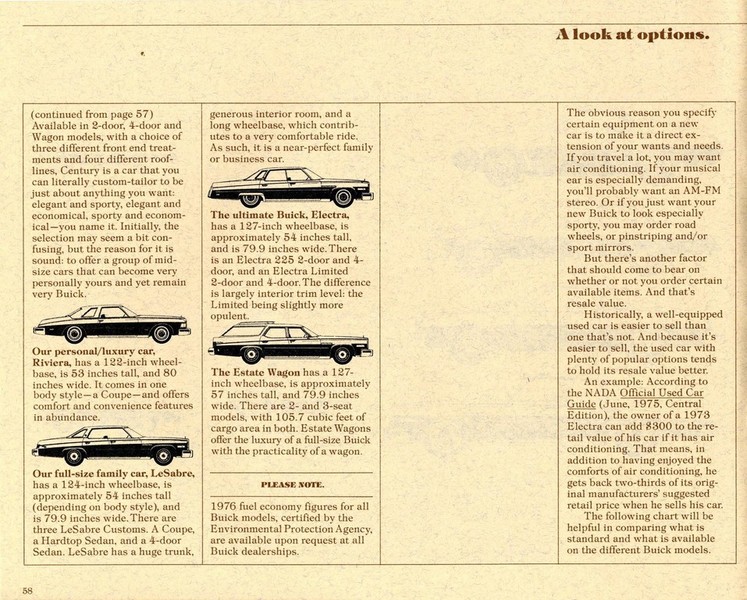 A look at options.
(continued from page 57)
Available in 2-door, 4-door and
Wagon models, with a choice of
three different front end treat-
ments and four different roof-
lines, Century is a car that you
can literally custom-tailor to be
just about anything you want:
elegant and sporty, elegant and
economical, sporty and econom-
ical—you name it. Initially, the
selection may seem a bit con-
fusing, but the reason for it is
sound: to offer a group of mid-
size cars that can become very
personally yours and yet remain
very Buick.
Our personal/luxury car,
Riviera, has a 122-inch wheel-
base, is 53 inches tall, and 80
inches wide. It comes in one
body style—a Coupe—and offers
comfort and convenience features
in abundance.
Our full-size family car, LeSabre,
has a 124-inch wheelbase, is
approximately 54 inches tall
(depending on body style), and
is 79.9 inches wide. There are
three LeSabre Customs. A Coupe,
a Hardtop Sedan, and a 4-door
Sedan. LeSabre has a huge trunk,
generous interior room, and a
long wheelbase, which contrib-
utes to a very comfortable ride.
As such, it is a near-perfect family
or business car.
The ultimate Buick, Electra,
has a 127-inch wheelbase, is
approximately 54 inches tall,
and is 79.9 inches wide. There
is an Electra 225 2-door and 4-
door, and an Electra Limited
2-door and 4-door. The difference
is largely interior trim level: the
Limited being slightly more
opulent.
The Estate Wagon has a 127-
inch wheelbase, is approximately
57 inches tall, and 79.9 inches
wide. There are 2- and 3-seat
models, with 105.7 cubic feet of
cargo area in both. Estate Wagons
offer the luxury of a full-size Buick
with the practicality of a wagon.
PLEASE NOTE.
1976 fuel economy figures for all
Buick models, certified by the
Environmental Protection Agency,
are available upon request at all
Buick dealerships.
The obvious reason you specify
certain equipment on a new
car is to make it a direct ex-
tension of your wants and needs.
If you travel a lot, you may want
air conditioning. If your musical
ear is especially demanding,
you'll probably want an AM-FM
stereo. Or if you just want your
new Buick to look especially
sporty, you may order road
wheels, or pinstriping and/or
sport mirrors.
But there's another factor
that should come to bear on
whether or not you order certain
available items. And that's
resale value.
Historically, a well-equipped
used car is easier to sell than
one that's not. And because it's
easier to sell, the used car with
plenty of popular options tends
to hold its resale value better.
An example: According to
the NADA Official Used Car
Guide (June, 1975, Central
Edition), the owner of a 1973
Electra can add $300 to the re-
tail value of his car if it has air
conditioning. That means, in
addition to having enjoyed the
comforts of air conditioning, he
gets back two-thirds of its orig-
inal manufacturers' suggested
retail price when he sells his car.
The following chart will be
helpful in comparing what is
standard and what is available
on the different Buick models.
58